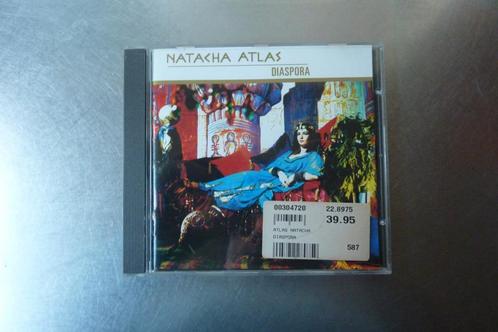 NATACHA ATLAS
DIASPORA
00304720 22.8975
39.95
ATLAS NATACHA
DIASPORA
587